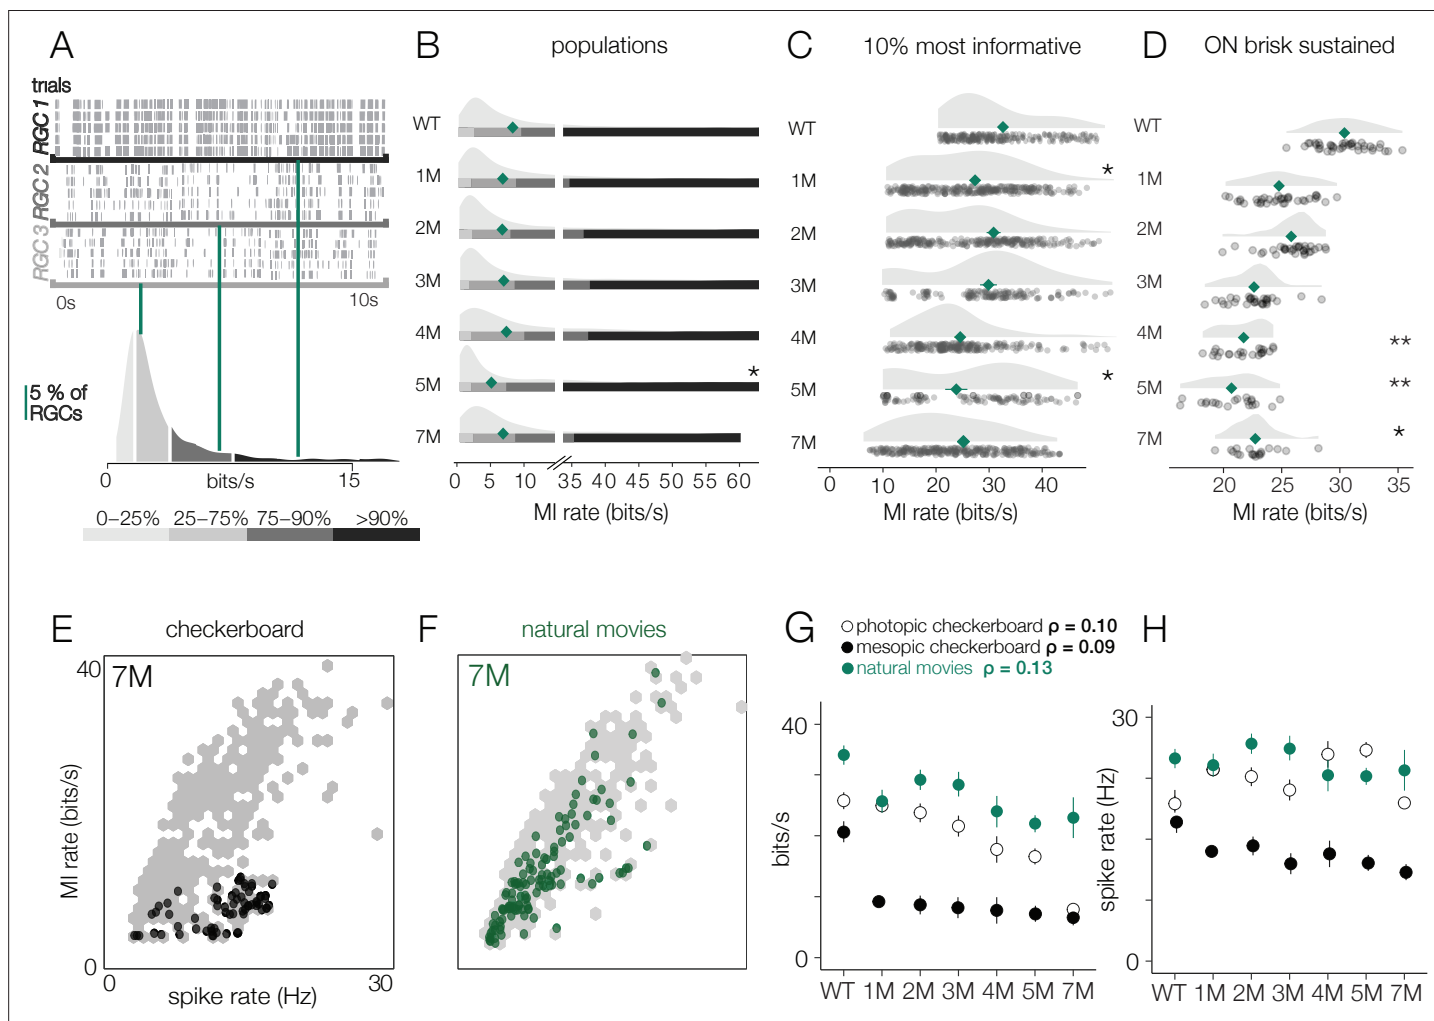 A
trials
RGC 1
RGC 2
RGC 3
0s
10s
5 % of
RGCs
0
bits/s
15
0–25%
25–75%
75–90%
>90%
B
populations
WT
1M
2M
3M
4M
5M
*
7M
0
5
10
35
40
45
50
55
60
MI rate (bits/s)
C
10% most informative
WT
1M
*
2M
3M
4M
5M
*
7M
0
10
20
30
40
MI rate (bits/s)
D
ON brisk sustained
WT
1M
2M
3M
4M
**
5M
**
7M
*
20
25
30
35
MI rate (bits/s)
E
checkerboard
40
7M
MI rate (bits/s)
0
0
spike rate (Hz)
30
F
natural movies
7M
G
photopic checkerboard ρ = 0.10
mesopic checkerboard ρ = 0.09
natural movies ρ = 0.13
40
bits/s
0
WT
1M
2M
3M
4M
5M
7M
H
30
spike rate (Hz)
0
WT
1M
2M
3M
4M
5M
7M